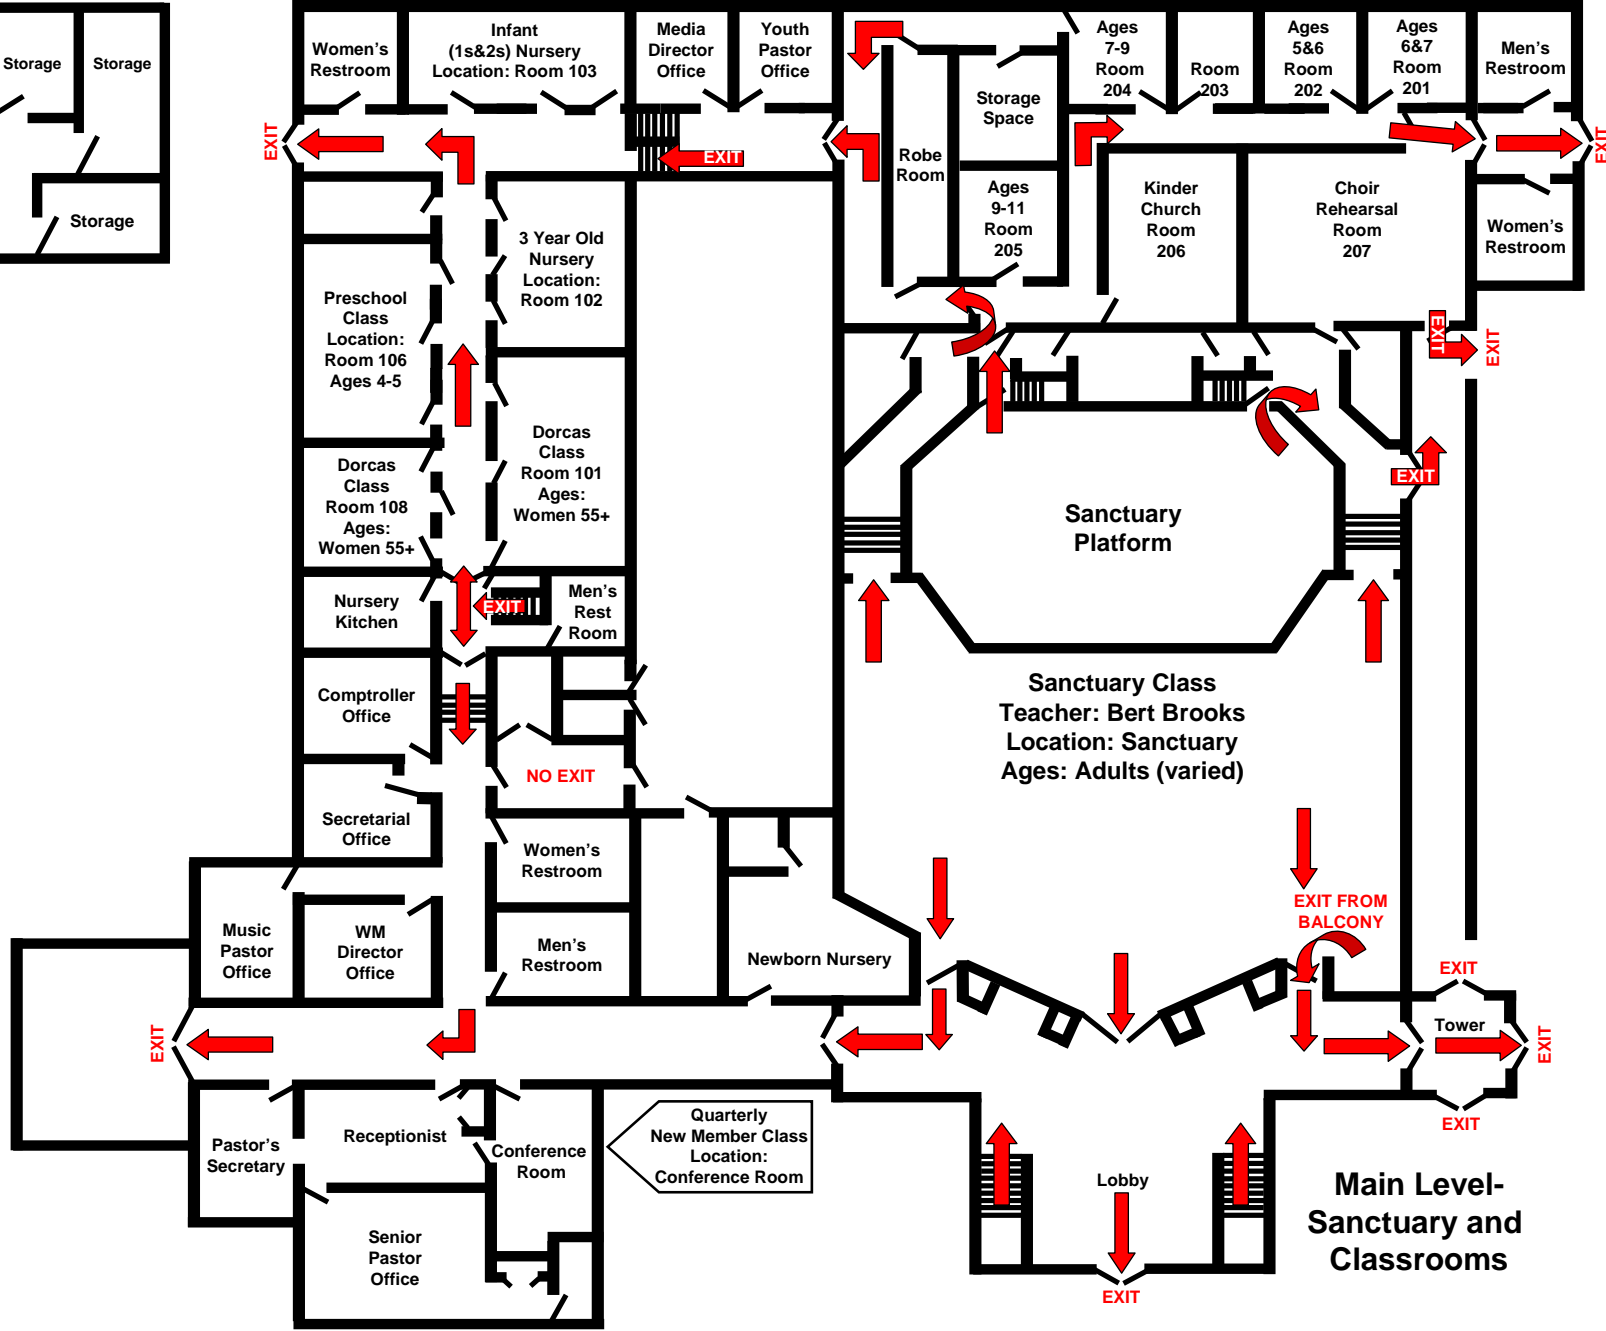 Storage
Storage
Storage
Women's
Restroom
Infant
(1s&2s) Nursery
Location: Room 103
Media
Director
Office
Youth
Pastor
Office
Ages
7-9
Room
204
Room
203
Ages
5&6
Room
202
Ages
6&7
Room
201
Men's
Restroom
EXIT
EXIT
EXIT
Storage
Space
Robe
Room
Ages
9-11
Room
205
Kinder
Church
Room
206
Choir
Rehearsal
Room
207
Women's
Restroom
3 Year Old
Nursery
Location:
Room 102
Preschool
Class
Location:
Room 106
Ages 4-5
EXIT
EXIT
Dorcas
Class
Room 101
Ages:
Women 55+
Dorcas
Class
Room 108
Ages:
Women 55+
EXIT
Sanctuary
Platform
Nursery
Kitchen
EXIT
Men's
Rest
Room
Comptroller
Office
Sanctuary Class
Teacher: Bert Brooks
Location: Sanctuary
Ages: Adults (varied)
NO EXIT
Secretarial
Office
Women's
Restroom
EXIT FROM
BALCONY
Music
Pastor
Office
WM
Director
Office
Men's
Restroom
Newborn Nursery
EXIT
EXIT
Tower
EXIT
EXIT
Pastor's
Secretary
Receptionist
Conference
Room
Quarterly
New Member Class
Location:
Conference Room
Lobby
Senior
Pastor
Office
EXIT
Main Level-
Sanctuary and
Classrooms